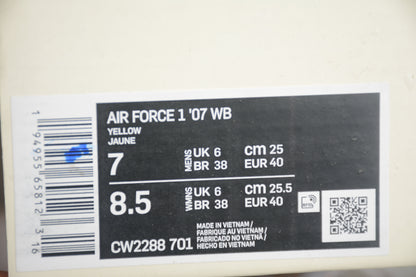 AIR FORCE 1 '07 WB
YELLOW
JAUNE
7 MENS UK 6 cm 25
BR 38 EUR 40
8.5 WMNS UK 6 cm 25.5
BR 38 EUR 40
CW2288 701
MADE IN VIETNAM /
FABRIQUE AU VIETNAM /
FABRICADO NO VIETNÃ /
HECHO EN VIETNAM
1 94955 65812 3 16